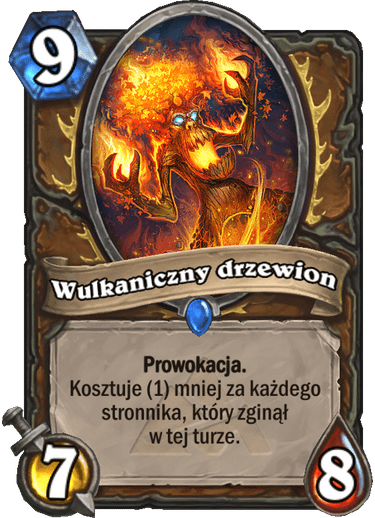 9
Wulkaniczny drzewion
Prowokacja.
Kosztuje (1) mniej za każdego
stronnika, który zginął
w tej turze.
7
8